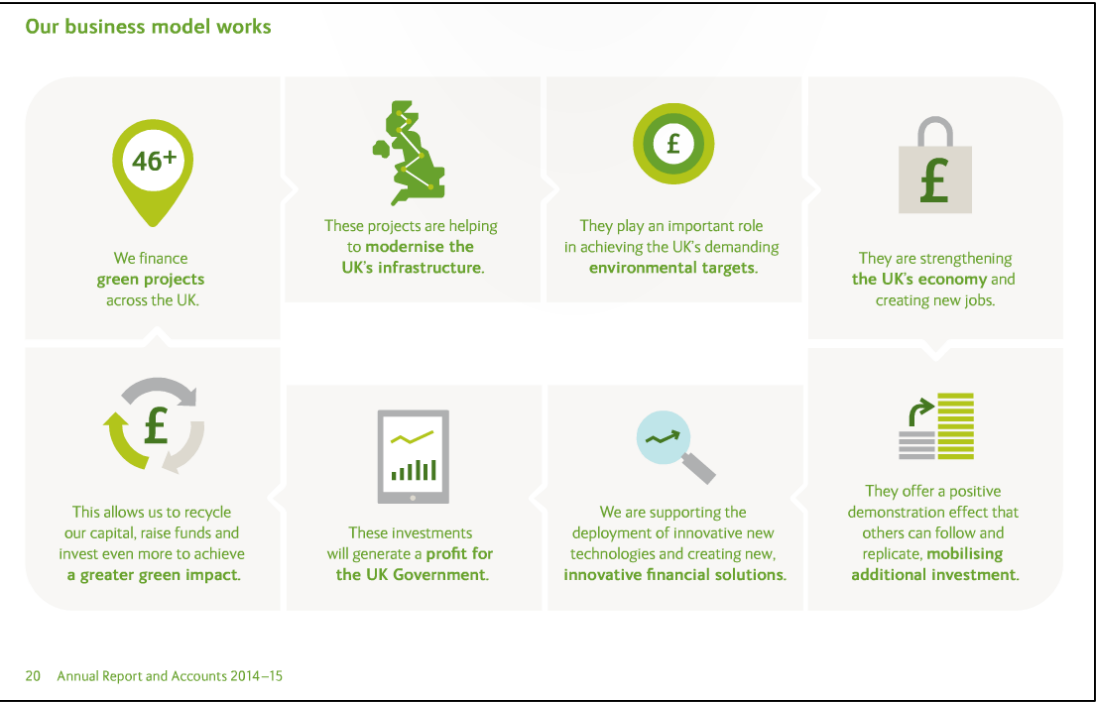 Our business model works
46+
We finance
green projects
across the UK.
These projects are helping
to modernise the
UK's infrastructure.
£
They play an important role
in achieving the UK's demanding
environmental targets.
£
They are strengthening
the UK's economy and
creating new jobs.
They offer a positive
demonstration effect that
others can follow and
replicate, mobilising
additional investment.
We are supporting the
deployment of innovative new
technologies and creating new,
innovative financial solutions.
These investments
will generate a profit for
the UK Government.
£
This allows us to recycle
our capital, raise funds and
invest even more to achieve
a greater green impact.
20 Annual Report and Accounts 2014–15